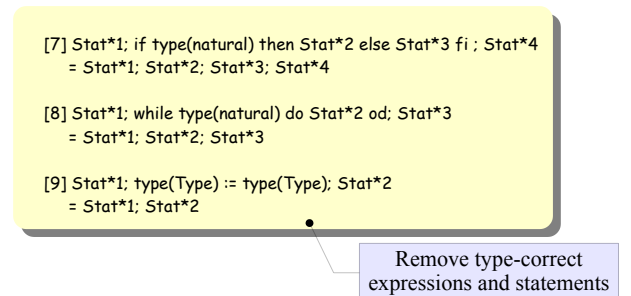 [7] Stat*1; if type(natural) then Stat*2 else Stat*3 fi ; Stat*4
= Stat*1; Stat*2; Stat*3; Stat*4
[8] Stat*1; while type(natural) do Stat*2 od; Stat*3
= Stat*1; Stat*2; Stat*3
[9] Stat*1; type(Type) := type(Type); Stat*2
= Stat*1; Stat*2
Remove type-correct
expressions and statements